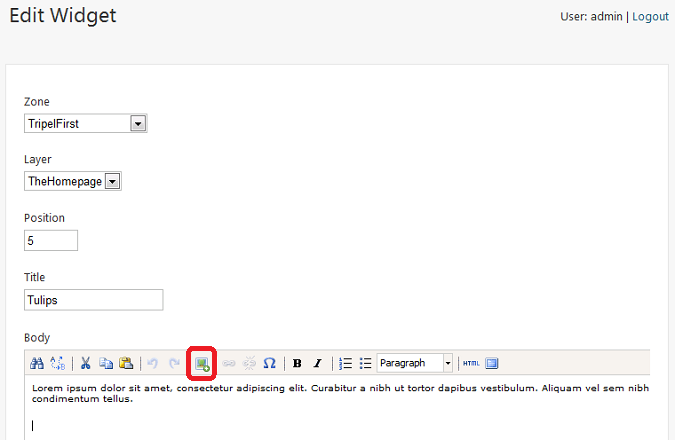 Edit Widget
User: admin | Logout
Zone
TripelFirst
Layer
TheHomepage
Position
5
Title
Tulips
Body
B I Paragraph HTML
Lorem ipsum dolor sit amet, consectetur adipiscing elit. Curabitur a nibh ut tortor dapibus vestibulum. Aliquam vel sem nibh
condimentum tellus.